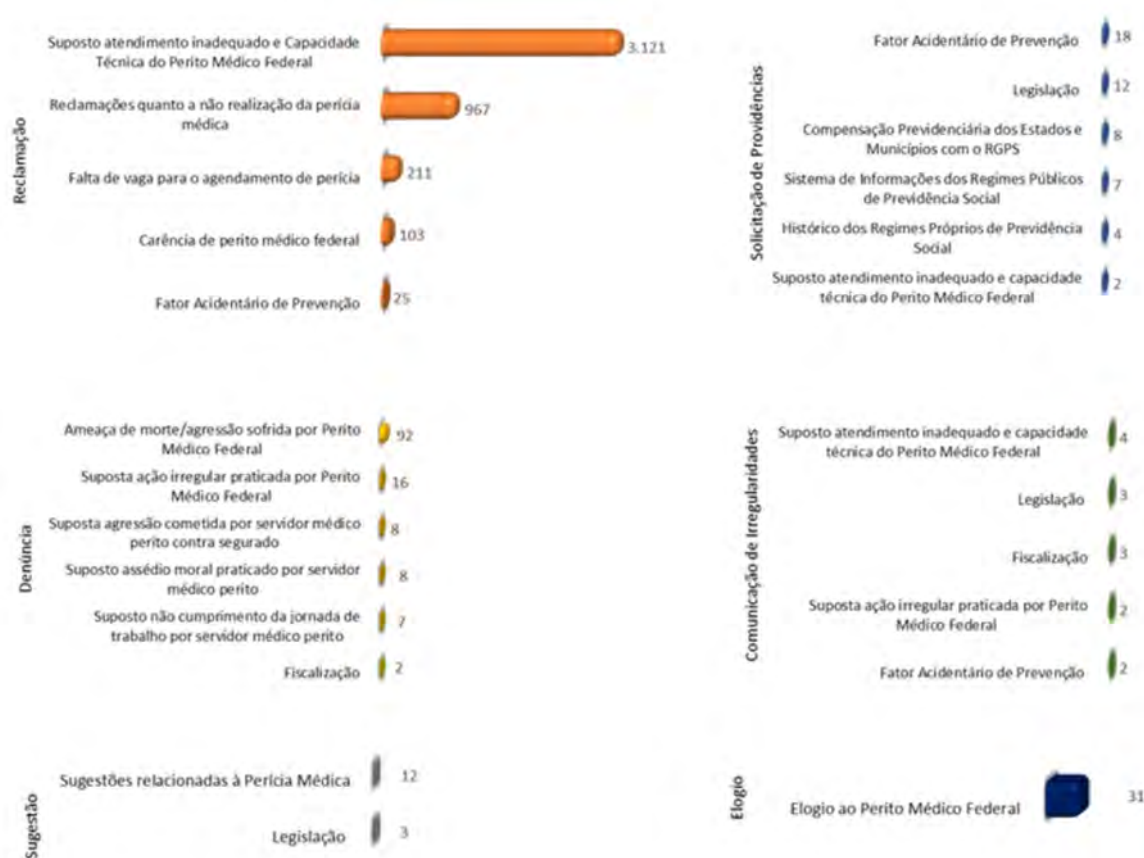 Reclamação
Suposto atendimento inadequado e Capacidade
Técnica do Perito Médico Federal
3.121
Reclamações quanto a não realização da perícia
médica
967
Falta de vaga para o agendamento de perícia
211
Carência de perito médico federal
103
Fator Acidentário de Prevenção
25
Solicitação de Providências
Fator Acidentário de Prevenção
18
Legislação
12
Compensação Previdenciária dos Estados e
Municípios com o RGPS
8
Sistema de Informações dos Regimes Públicos
de Previdência Social
7
Histórico dos Regimes Próprios de Previdência
Social
4
Suposto atendimento inadequado e capacidade
técnica do Perito Médico Federal
2
Denúncia
Ameaça de morte/agressão sofrida por Perito
Médico Federal
92
Suposta ação irregular praticada por Perito
Médico Federal
16
Suposta agressão cometida por servidor médico
perito contra segurado
8
Suposto assédio moral praticado por servidor
médico perito
8
Suposto não cumprimento da jornada de
trabalho por servidor médico perito
7
Fiscalização
2
Comunicação de Irregularidades
Suposto atendimento inadequado e capacidade
técnica do Perito Médico Federal
4
Legislação
3
Fiscalização
3
Suposta ação irregular praticada por Perito
Médico Federal
2
Fator Acidentário de Prevenção
2
Sugestão
Sugestões relacionadas à Perícia Médica
12
Legislação
3
Elogio
Elogio ao Perito Médico Federal
31